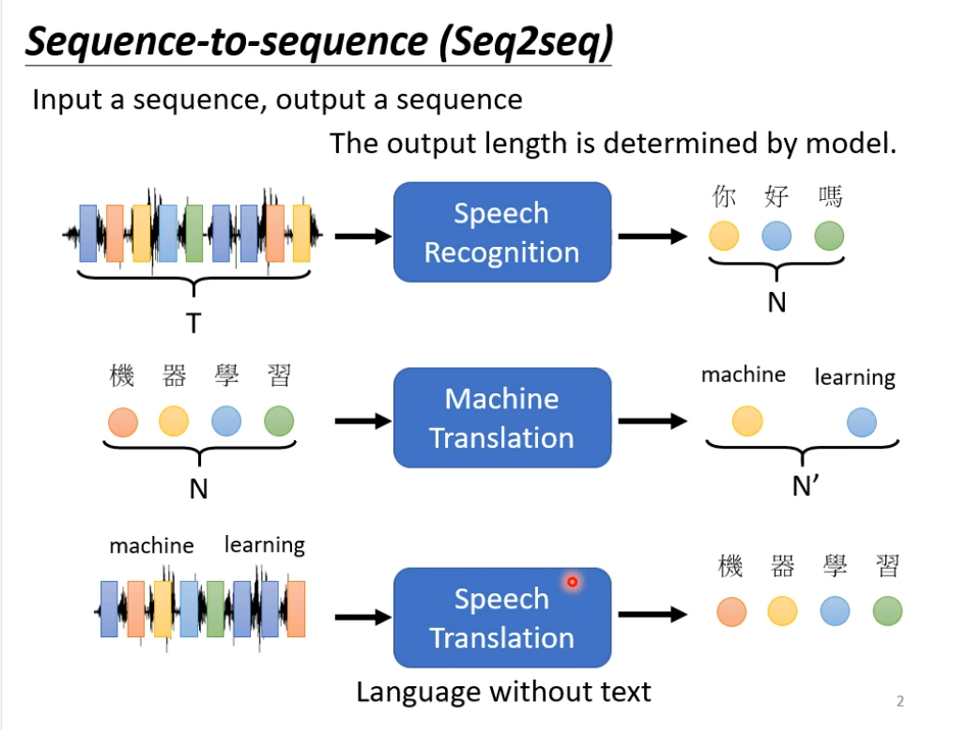 Sequence-to-sequence (Seq2seq)
Input a sequence, output a sequence
The output length is determined by model.
Speech
Recognition
你 好 嗎
T
N
機 器 學 習
Machine
Translation
machine learning
N
N’
machine learning
Speech
Translation
機 器 學 習
Language without text
2